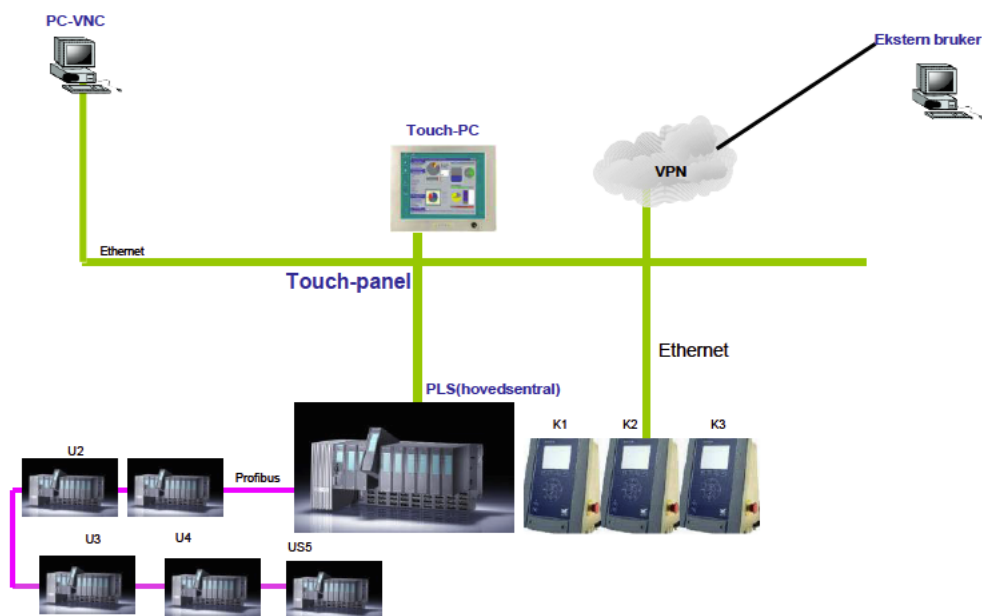 PC-VNC
Ekstern bruker
Touch-PC
VPN
Ethernet
Touch-panel
Ethernet
PLS(hovedsentral)
K1
K2
K3
U2
Profibus
U3
U4
US5